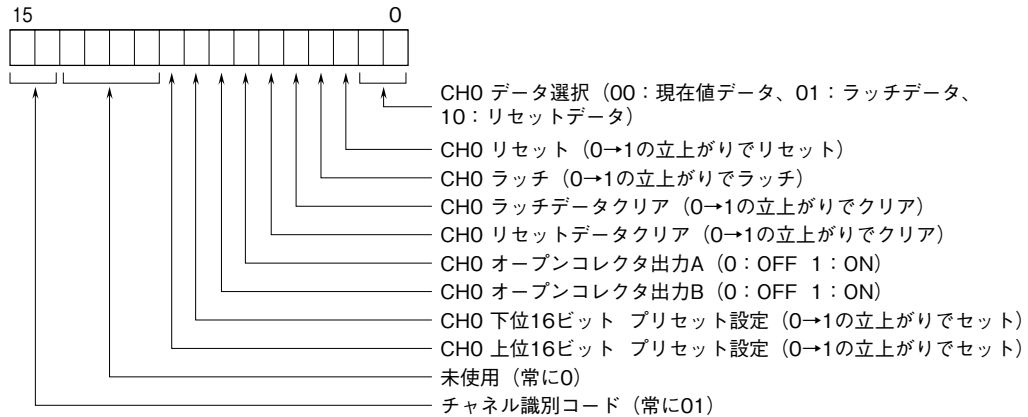 15 0
CH0 データ選択（00：現在値データ、01：ラッチデータ、
10：リセットデータ）
CH0 リセット（0→1の立上がりでリセット）
CH0 ラッチ（0→1の立上がりでラッチ）
CH0 ラッチデータクリア（0→1の立上がりでクリア）
CH0 リセットデータクリア（0→1の立上がりでクリア）
CH0 オープンコレクタ出力A（0：OFF 1：ON）
CH0 オープンコレクタ出力B（0：OFF 1：ON）
CH0 下位16ビット プリセット設定（0→1の立上がりでセット）
CH0 上位16ビット プリセット設定（0→1の立上がりでセット）
未使用（常に0）
チャネル識別コード（常に01）